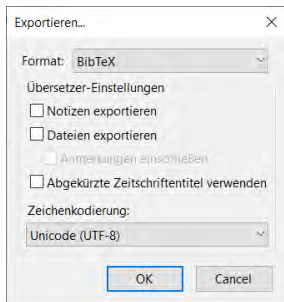 Exportieren...
Format: BibTeX
Übersetzer-Einstellungen
Notizen exportieren
Dateien exportieren
Anmerkungen einschließen
Abgekürzte Zeitschriftentitel verwenden
Zeichenkodierung:
Unicode (UTF-8)
OK Cancel